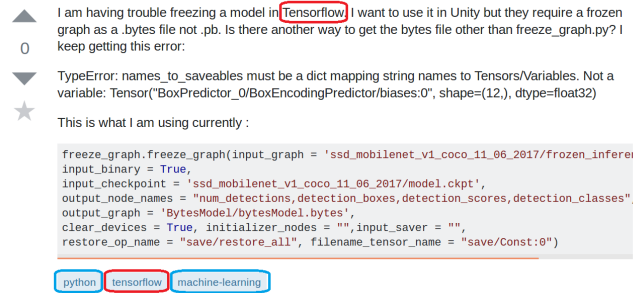 I am having trouble freezing a model in Tensorflow. I want to use it in Unity but they require a frozen
graph as a .bytes file not .pb. Is there another way to get the bytes file other than freeze_graph.py? I
keep getting this error:
0
TypeError: names_to_saveables must be a dict mapping string names to Tensors/Variables. Not a
variable: Tensor("BoxPredictor_0/BoxEncodingPredictor/biases:0", shape=(12,), dtype=float32)
This is what I am using currently :
freeze_graph.freeze_graph(input_graph = 'ssd_mobilenet_v1_coco_11_06_2017/frozen_inferen
input_binary = True,
input_checkpoint = 'ssd_mobilenet_v1_coco_11_06_2017/model.ckpt',
output_node_names = "num_detections,detection_boxes,detection_scores,detection_classes",
output_graph = 'BytesModel/bytesModel.bytes',
clear_devices = True, initializer_nodes = "",input_saver = "",
restore_op_name = "save/restore_all", filename_tensor_name = "save/Const:0")
python tensorflow machine-learning